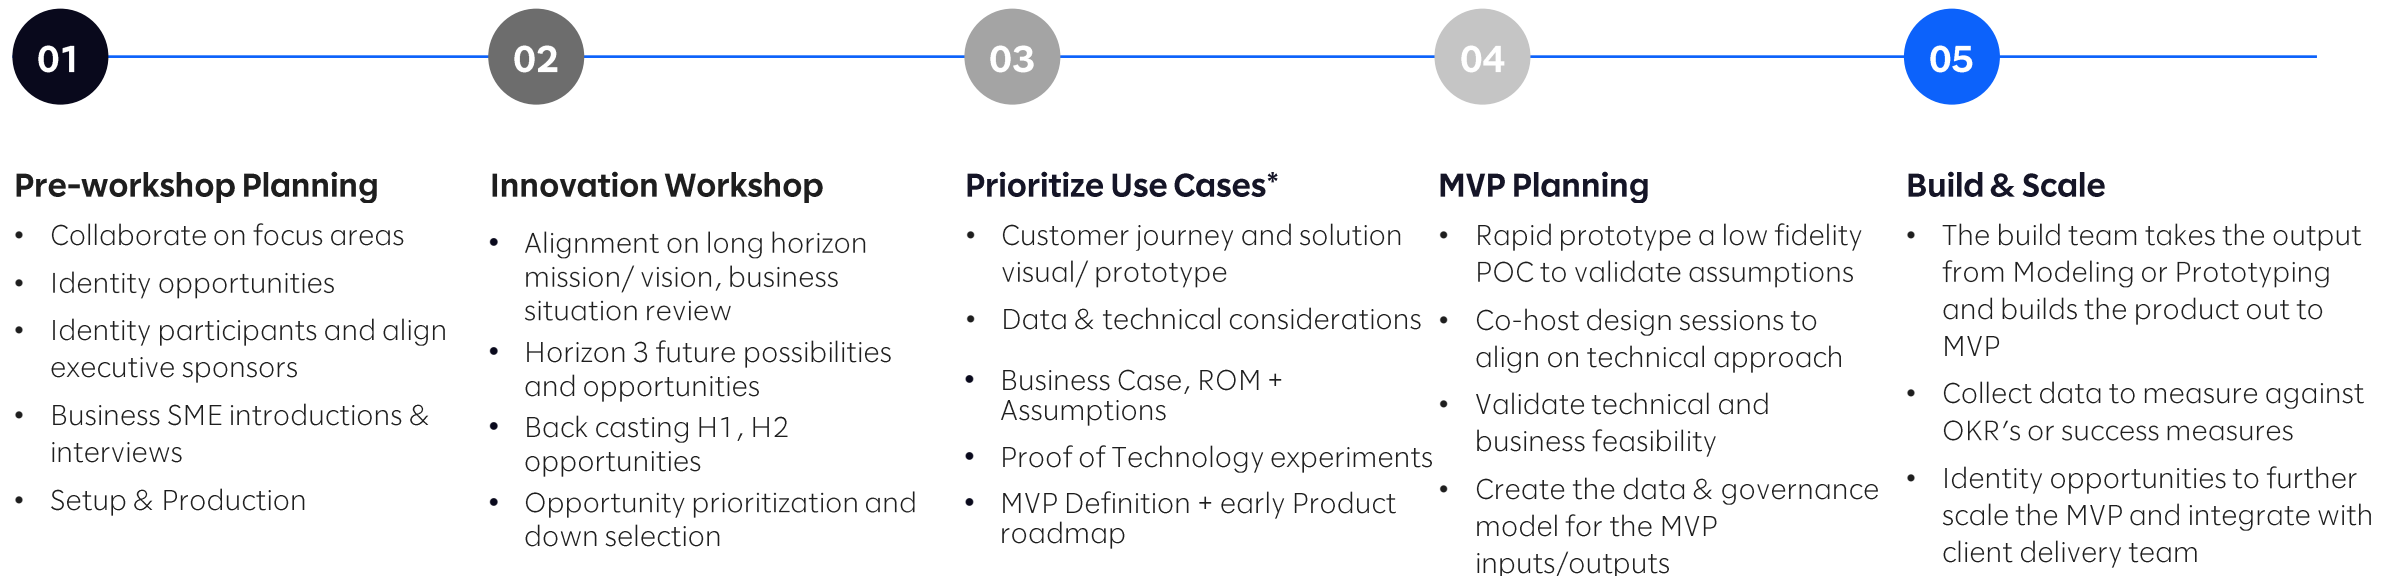 01
02
03
04
05
Pre-workshop Planning
• Collaborate on focus areas
• Identity opportunities
• Identity participants and align
executive sponsors
• Business SME introductions &
interviews
• Setup & Production
Innovation Workshop
• Alignment on long horizon
mission/ vision, business
situation review
• Horizon 3 future possibilities
and opportunities
• Back casting H1, H2
opportunities
• Opportunity prioritization and
down selection
Prioritize Use Cases*
• Customer journey and solution
visual/ prototype
• Data & technical considerations
• Business Case, ROM +
Assumptions
• Proof of Technology experiments
• MVP Definition + early Product
roadmap
MVP Planning
• Rapid prototype a low fidelity
POC to validate assumptions
• Co-host design sessions to
align on technical approach
• Validate technical and
business feasibility
• Create the data & governance
model for the MVP
inputs/outputs
Build & Scale
• The build team takes the output
from Modeling or Prototyping
and builds the product out to
MVP
• Collect data to measure against
OKR’s or success measures
• Identity opportunities to further
scale the MVP and integrate with
client delivery team